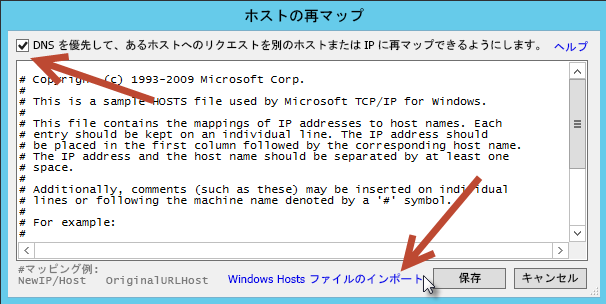 ホストの再マップ
DNS を優先して、あるホストへのリクエストを別のホストまたは IP に再マップできるようにします。 ヘルプ
# Copyright (c) 1993-2009 Microsoft Corp.
#
# This is a sample HOSTS file used by Microsoft TCP/IP for Windows.
#
# This file contains the mappings of IP addresses to host names. Each
# entry should be kept on an individual line. The IP address should
# be placed in the first column followed by the corresponding host name.
# The IP address and the host name should be separated by at least one
# space.
#
# Additionally, comments (such as these) may be inserted on individual
# lines or following the machine name denoted by a '#' symbol.
#
# For example:
#
#マッピング例:
NewIP/Host OriginalURLHost
Windows Hosts ファイルのインポート
保存
キャンセル